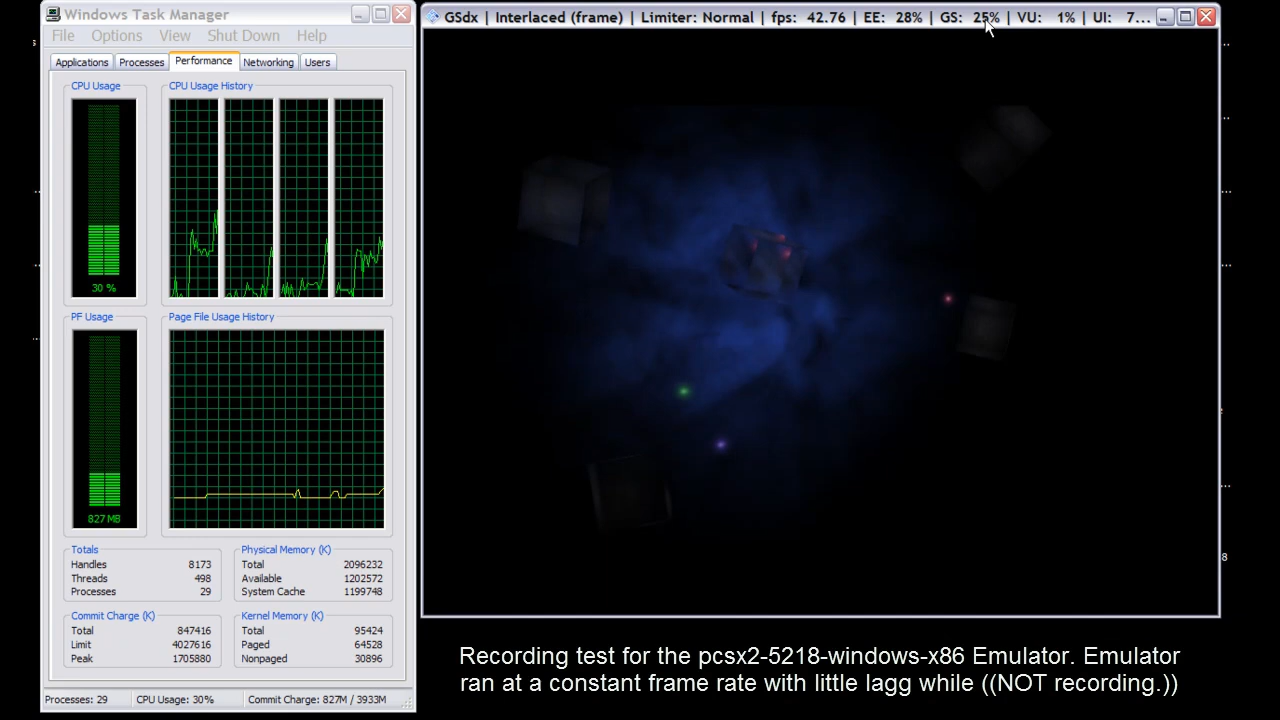 Windows Task Manager
File Options View Shut Down Help
Applications Processes Performance Networking Users
CPU Usage
CPU Usage History
30 %
PF Usage
Page File Usage History
827 MB
Totals
Handles 8173
Threads 498
Processes 29
Physical Memory (K)
Total 2096232
Available 1202572
System Cache 1199748
Commit Charge (K)
Total 847416
Limit 4027616
Peak 1705880
Kernel Memory (K)
Total 95424
Paged 64528
Nonpaged 30896
Processes: 29 CPU Usage: 30% Commit Charge: 827M / 3933M
GSdx | Interlaced (frame) | Limiter: Normal | fps: 42.76 | EE: 28% | GS: 25% | VU: 1% | UI: 7...
Recording test for the pcsx2-5218-windows-x86 Emulator. Emulator
ran at a constant frame rate with little lagg while ((NOT recording.))